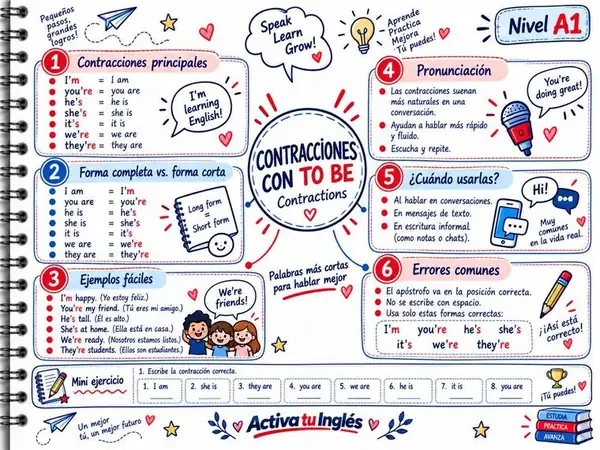 Pequeños
pasos,
grandes
logros!
Speak
Learn
Grow!
Aprende
Practica
Mejora
¡Tú puedes!
Nivel A1
1 Contracciones principales
I'm = I am
you're = you are
he's = he is
she's = she is
it's = it is
we're = we are
they're = they are
I'm
learning
English!
2 Forma completa vs. forma corta
I am = I'm
you are = you're
he is = he's
she is = she's
it is = it's
we are = we're
they are = they're
Long form
=
Short form
3 Ejemplos fáciles
I'm happy. (Yo estoy feliz.)
You're my friend. (Tú eres mi amigo.)
He's tall. (Él es alto.)
She's at home. (Ella está en casa.)
We're ready. (Nosotros estamos listos.)
They're students. (Ellos son estudiantes.)
We're
friends!
CONTRACCIONES
CON TO BE
Contractions
Palabras más cortas
para hablar mejor
4 Pronunciación
Las contracciones suenan
más naturales en una
conversación.
Ayudan a hablar más rápido
y fluido.
Escucha y repite.
You're
doing great!
5 ¿Cuándo usarlas?
Al hablar en conversaciones.
En mensajes de texto.
En escritura informal
(como notas o chats).
Hi!
Muy
comunes
en la vida real.
6 Errores comunes
El apóstrofo va en la posición correcta.
No se escribe con espacio.
Usa solo estas formas correctas:
I'm you're he's she's
it's we're they're
¡¡Así está
correcto!
Mini ejercicio
1. Escribe la contracción correcta.
1. I am 2. she is 3. they are 4. you are 5. we are 6. he is 7. it is 8. you are
¡Tú puedes!
Un mejor
tú, un mejor futuro
Activa tu Inglés
ESTUDIA
PRACTICA
AVANZA